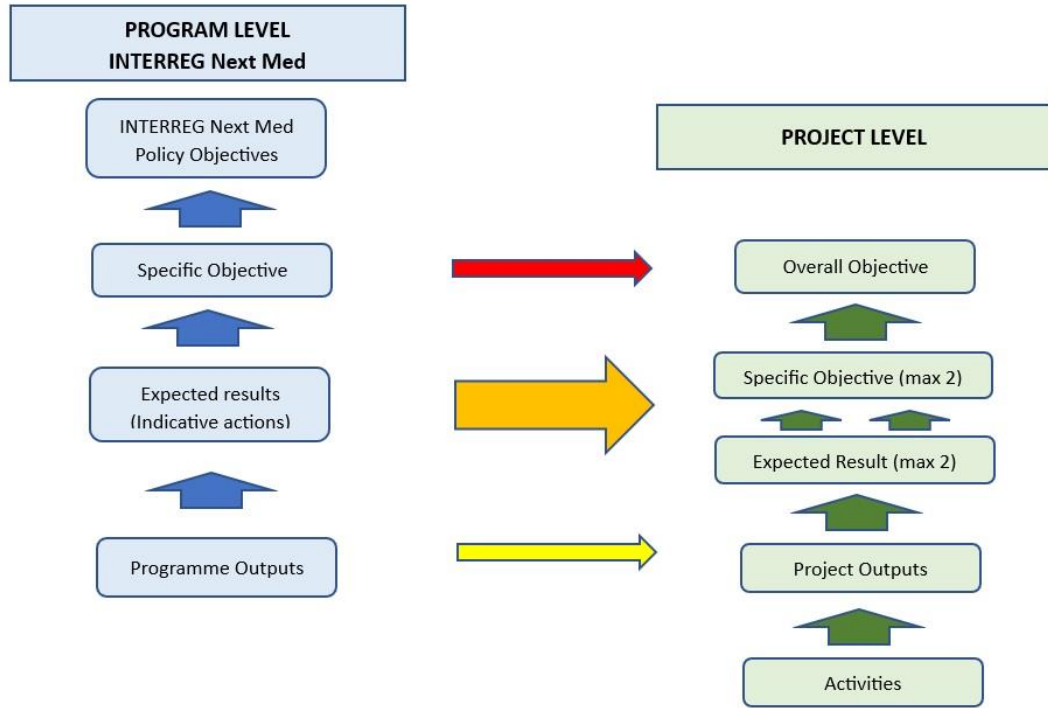 PROGRAM LEVEL
INTERREG Next Med
INTERREG Next Med
Policy Objectives
Specific Objective
Expected results
(Indicative actions)
Programme Outputs
PROJECT LEVEL
Overall Objective
Specific Objective (max 2)
Expected Result (max 2)
Project Outputs
Activities